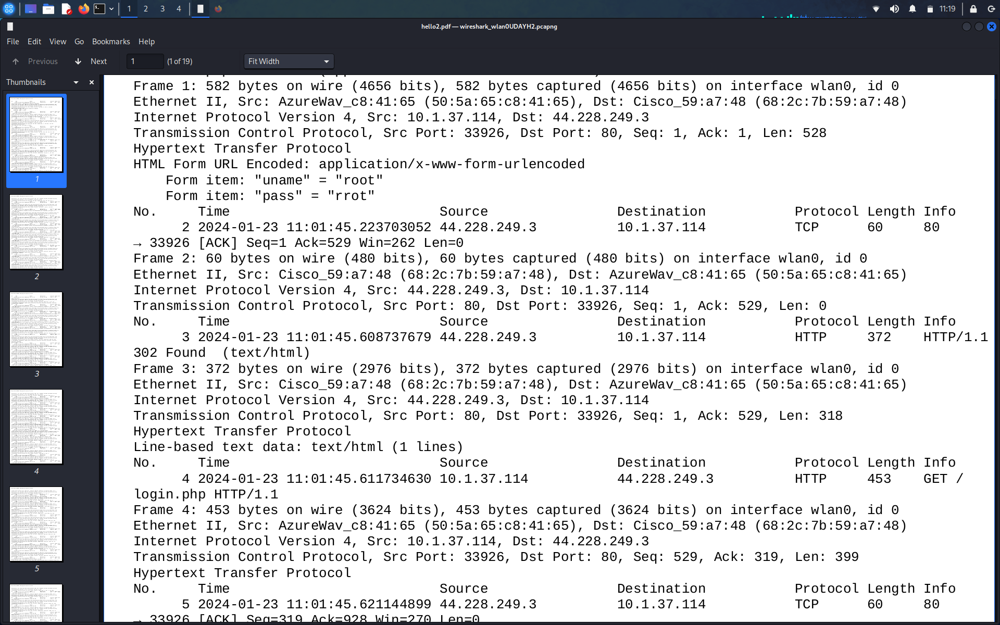 1 2 3 4 11:19
hello2.pdf — wireshark_wlan0UDAYH2.pcapng
File Edit View Go Bookmarks Help
Previous Next 1 (1 of 19) Fit Width
Thumbnails
1
2
3
4
5
Frame 1: 582 bytes on wire (4656 bits), 582 bytes captured (4656 bits) on interface wlan0, id 0
Ethernet II, Src: AzureWav_c8:41:65 (50:5a:65:c8:41:65), Dst: Cisco_59:a7:48 (68:2c:7b:59:a7:48)
Internet Protocol Version 4, Src: 10.1.37.114, Dst: 44.228.249.3
Transmission Control Protocol, Src Port: 33926, Dst Port: 80, Seq: 1, Ack: 1, Len: 528
Hypertext Transfer Protocol
HTML Form URL Encoded: application/x-www-form-urlencoded
Form item: "uname" = "root"
Form item: "pass" = "rrot"
No. Time Source Destination Protocol Length Info
2 2024-01-23 11:01:45.223703052 44.228.249.3 10.1.37.114 TCP 60 80
→ 33926 [ACK] Seq=1 Ack=529 Win=262 Len=0
Frame 2: 60 bytes on wire (480 bits), 60 bytes captured (480 bits) on interface wlan0, id 0
Ethernet II, Src: Cisco_59:a7:48 (68:2c:7b:59:a7:48), Dst: AzureWav_c8:41:65 (50:5a:65:c8:41:65)
Internet Protocol Version 4, Src: 44.228.249.3, Dst: 10.1.37.114
Transmission Control Protocol, Src Port: 80, Dst Port: 33926, Seq: 1, Ack: 529, Len: 0
No. Time Source Destination Protocol Length Info
3 2024-01-23 11:01:45.608737679 44.228.249.3 10.1.37.114 HTTP 372 HTTP/1.1
302 Found (text/html)
Frame 3: 372 bytes on wire (2976 bits), 372 bytes captured (2976 bits) on interface wlan0, id 0
Ethernet II, Src: Cisco_59:a7:48 (68:2c:7b:59:a7:48), Dst: AzureWav_c8:41:65 (50:5a:65:c8:41:65)
Internet Protocol Version 4, Src: 44.228.249.3, Dst: 10.1.37.114
Transmission Control Protocol, Src Port: 80, Dst Port: 33926, Seq: 1, Ack: 529, Len: 318
Hypertext Transfer Protocol
Line-based text data: text/html (1 lines)
No. Time Source Destination Protocol Length Info
4 2024-01-23 11:01:45.611734630 10.1.37.114 44.228.249.3 HTTP 453 GET /
login.php HTTP/1.1
Frame 4: 453 bytes on wire (3624 bits), 453 bytes captured (3624 bits) on interface wlan0, id 0
Ethernet II, Src: AzureWav_c8:41:65 (50:5a:65:c8:41:65), Dst: Cisco_59:a7:48 (68:2c:7b:59:a7:48)
Internet Protocol Version 4, Src: 10.1.37.114, Dst: 44.228.249.3
Transmission Control Protocol, Src Port: 33926, Dst Port: 80, Seq: 529, Ack: 319, Len: 399
Hypertext Transfer Protocol
No. Time Source Destination Protocol Length Info
5 2024-01-23 11:01:45.621144899 44.228.249.3 10.1.37.114 TCP 60 80
→ 33926 [ACK] Seq=319 Ack=928 Win=270 Len=0